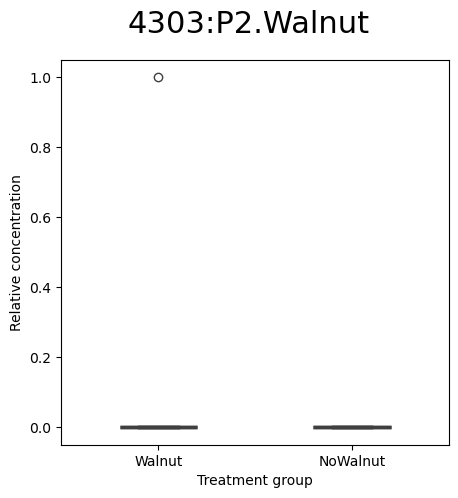 4303:P2.Walnut
1.0
0.8
0.6
0.4
0.2
0.0
Relative concentration
Walnut
NoWalnut
Treatment group